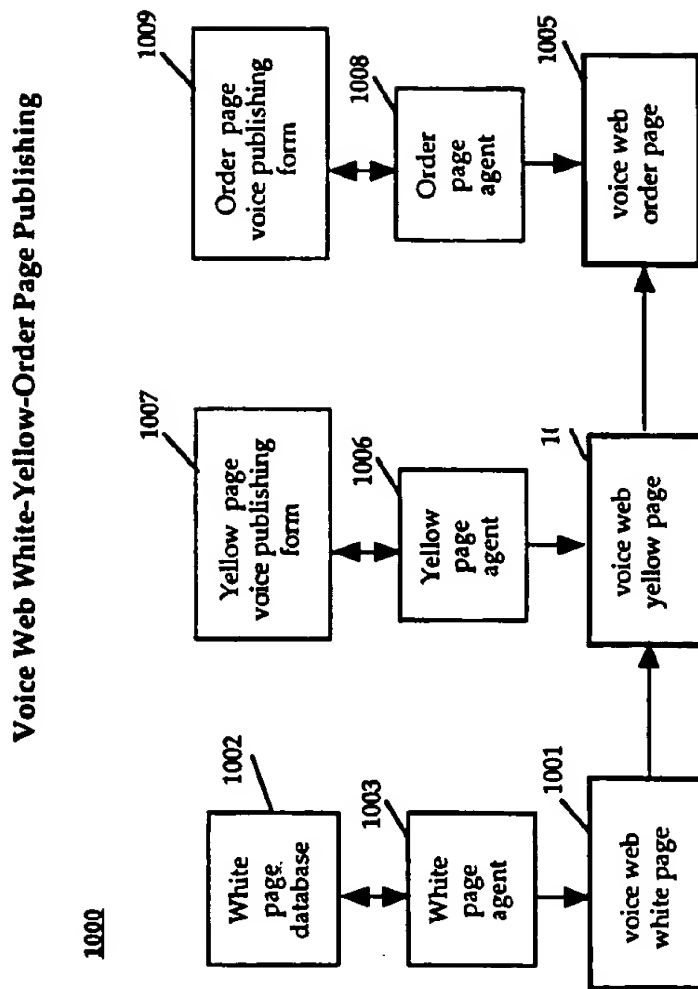 Voice Web White-Yellow-Order Page Publishing
1000
1002
White
page
database
1003
White
page
agent
1001
voice web
white page
1007
Yellow page
voice publishing
form
1006
Yellow
page
agent
voice web
yellow page
1009
Order page
voice publishing
form
1008
Order
page
agent
1005
voice web
order page